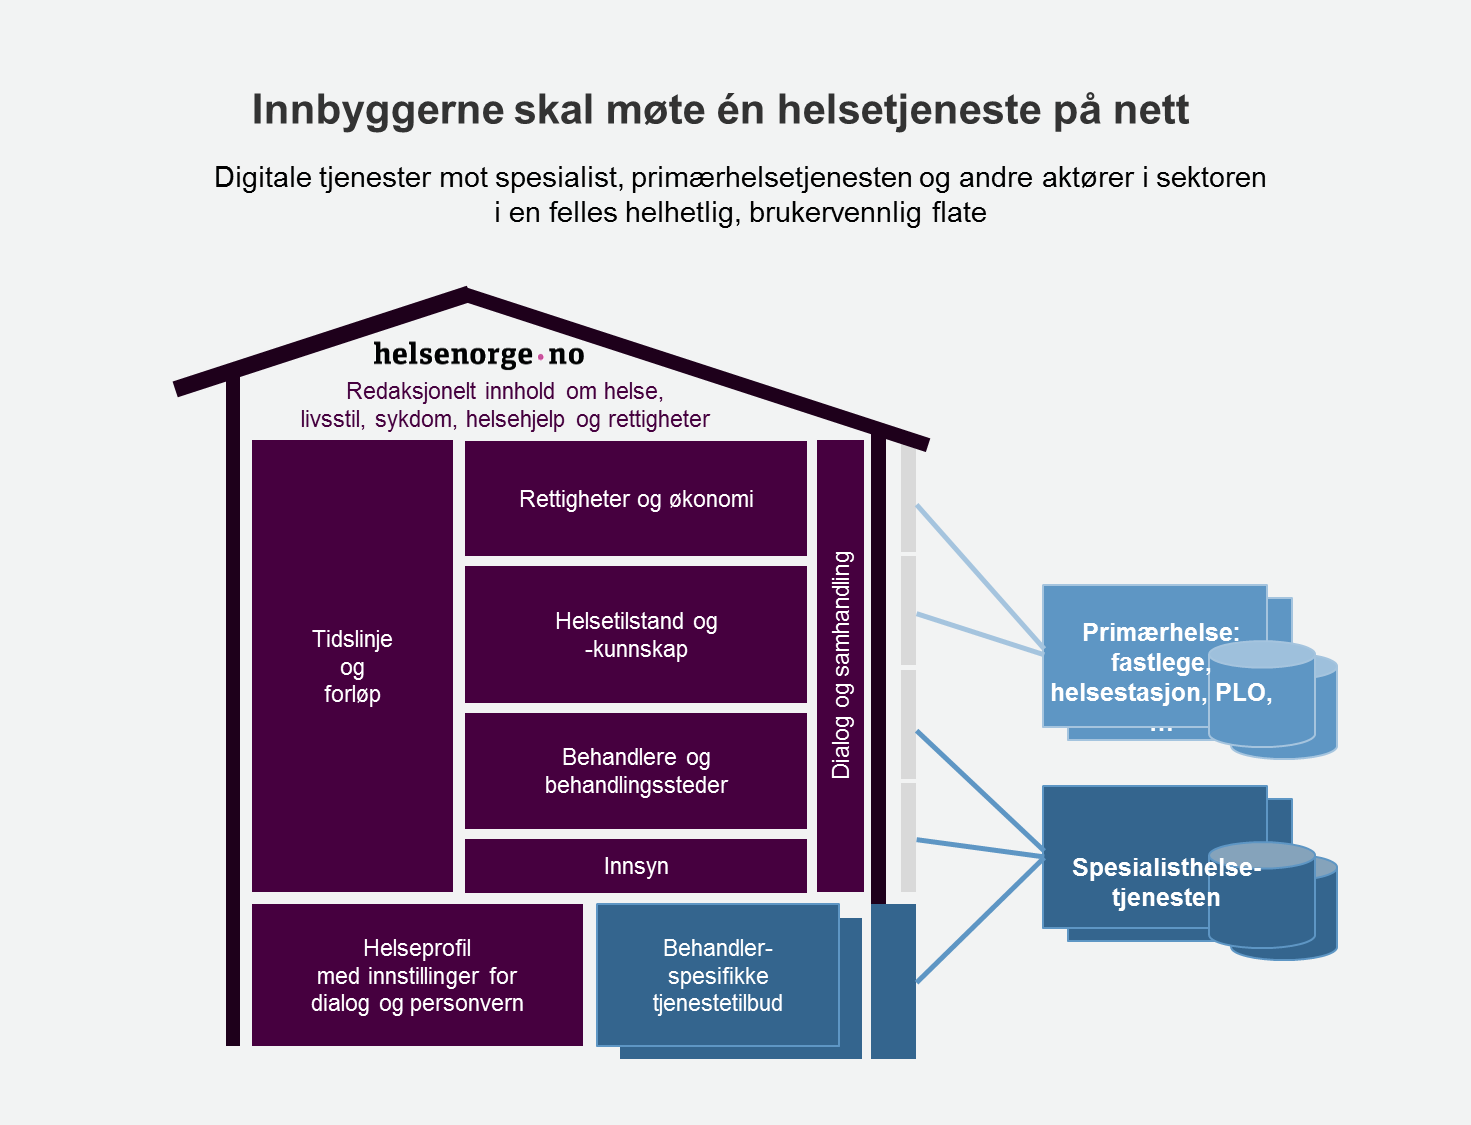 Innbyggerne skal møte én helsetjeneste på nett
Digitale tjenester mot spesialist, primærhelsetjenesten og andre aktører i sektoren
i en felles helhetlig, brukervennlig flate
helsenorge·no
Redaksjonelt innhold om helse,
livsstil, sykdom, helsehjelp og rettigheter
Tidslinje
og
forløp
Rettigheter og økonomi
Helsetilstand og
-kunnskap
Behandlere og
behandlingssteder
Innsyn
Dialog og samhandling
Helseprofil
med innstillinger for
dialog og personvern
Behandler-
spesifikke
tjenestetilbud
Primærhelse:
fastlege,
helsestasjon, PLO,
...
Spesialisthelse-
tjenesten